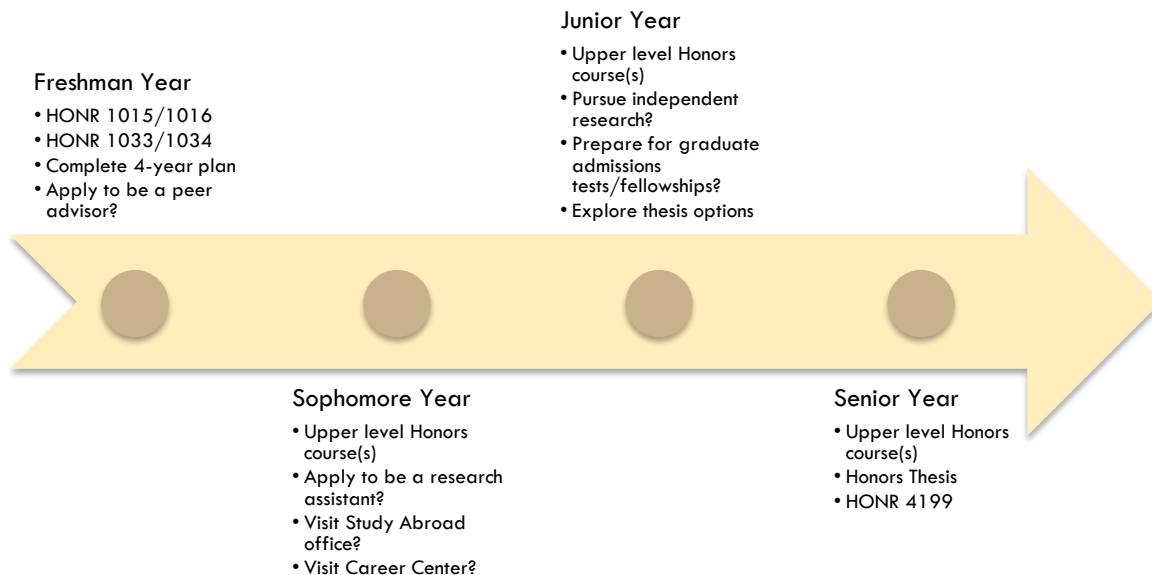 Freshman Year
• HONR 1015/1016
• HONR 1033/1034
• Complete 4-year plan
• Apply to be a peer
advisor?
Sophomore Year
• Upper level Honors
course(s)
• Apply to be a research
assistant?
• Visit Study Abroad
office?
• Visit Career Center?
Junior Year
• Upper level Honors
course(s)
• Pursue independent
research?
• Prepare for graduate
admissions
tests/fellowships?
• Explore thesis options
Senior Year
• Upper level Honors
course(s)
• Honors Thesis
• HONR 4199